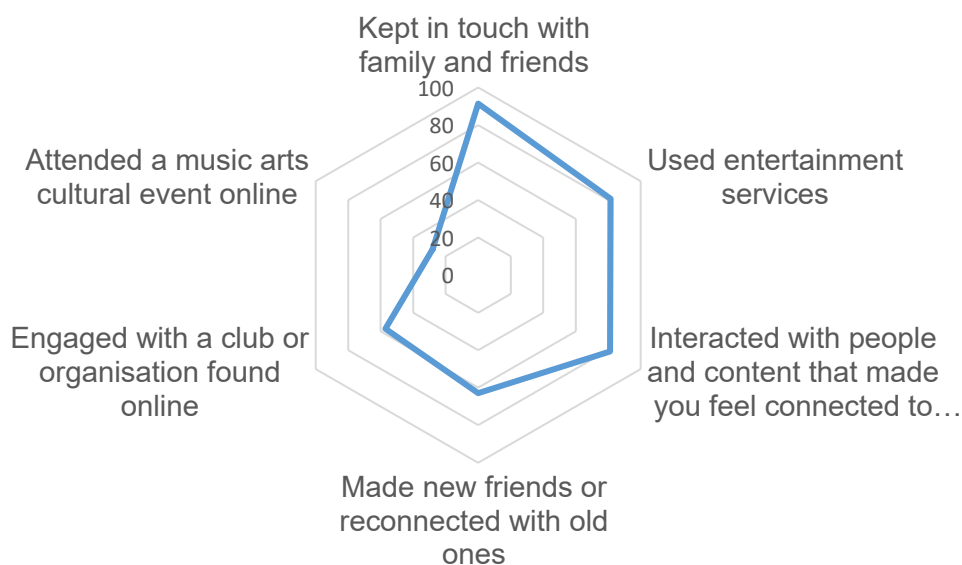 Kept in touch with
family and friends
100
80
60
40
20
0
Used entertainment
services
Interacted with people
and content that made
you feel connected to…
Made new friends or
reconnected with old
ones
Engaged with a club or
organisation found
online
Attended a music arts
cultural event online